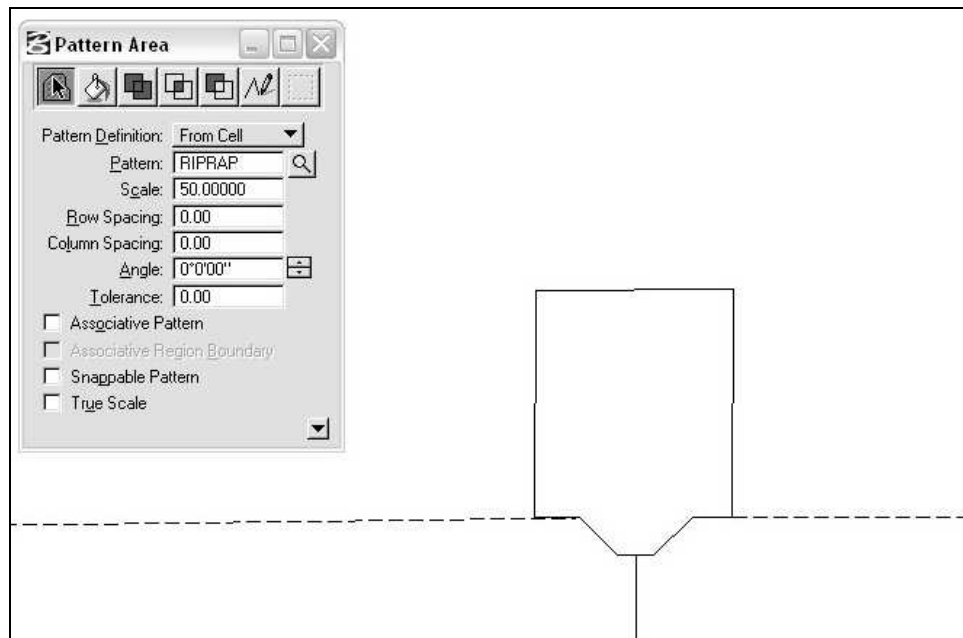 Pattern Area
Pattern Definition: From Cell
Pattern: RIPRAP
Scale: 50.00000
Row Spacing: 0.00
Column Spacing: 0.00
Angle: 0°0'00"
Tolerance: 0.00
Associative Pattern
Associative Region Boundary
Snappable Pattern
True Scale